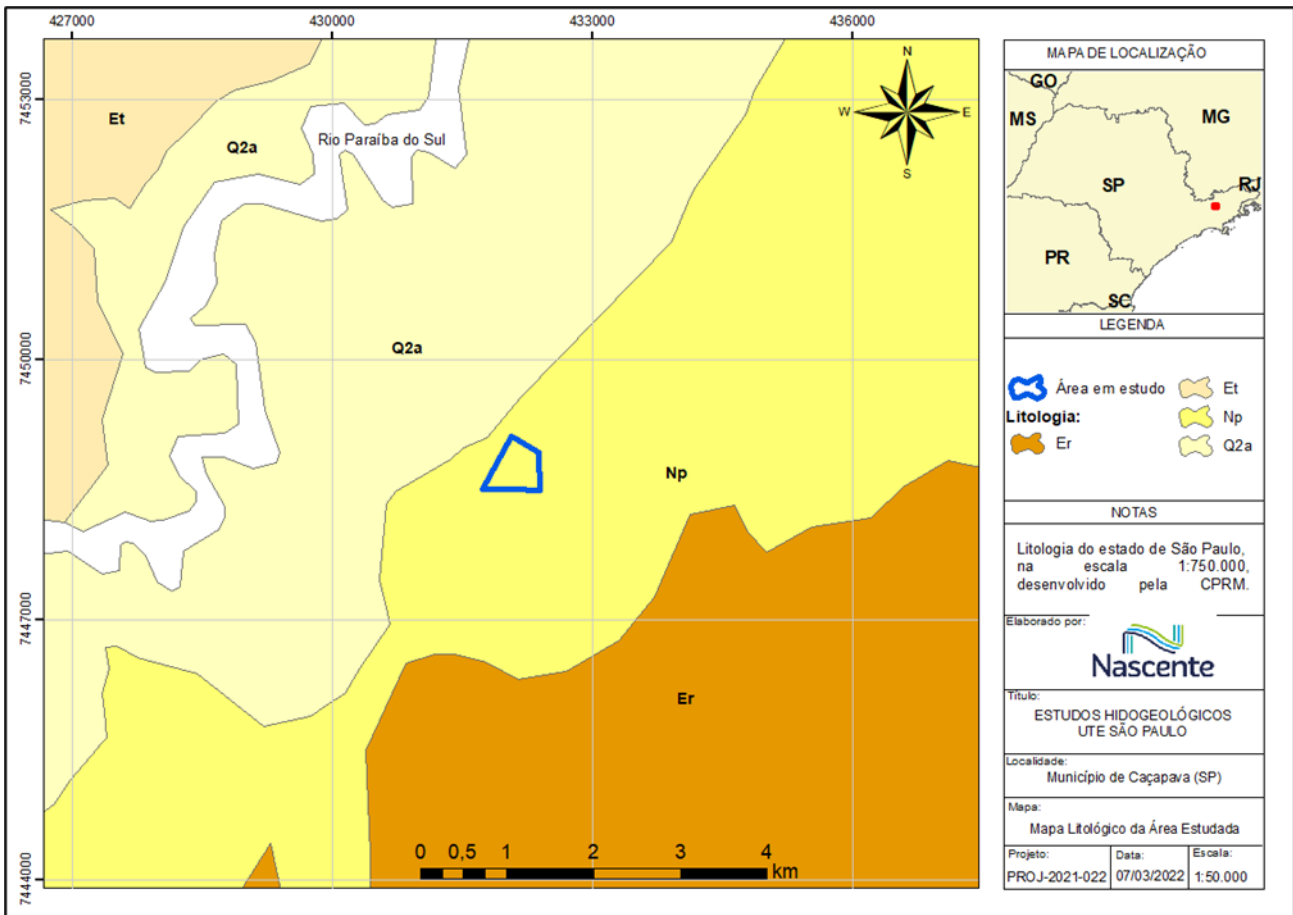 427000
430000
433000
436000
7453000
7450000
7447000
7444000
Et
Q2a
Rio Paraíba do Sul
N
W
E
S
Q2a
Np
Er
0 0,5 1 2 3 4
km
MAPA DE LOCALIZAÇÃO
GO
MS
MG
SP
RJ
PR
SC
LEGENDA
Área em estudo
Litologia:
Er
Et
Np
Q2a
NOTAS
Litologia do estado de São Paulo,
na escala 1:750.000,
desenvolvido pela CPRM.
Elaborado por:
Nascente
Título:
ESTUDOS HIDOGEOLÓGICOS
UTE SÃO PAULO
Localidade:
Município de Caçapava (SP)
Mapa:
Mapa Litológico da Área Estudada
Projeto:
PROJ-2021-022
Data:
07/03/2022
Escala:
1:50.000